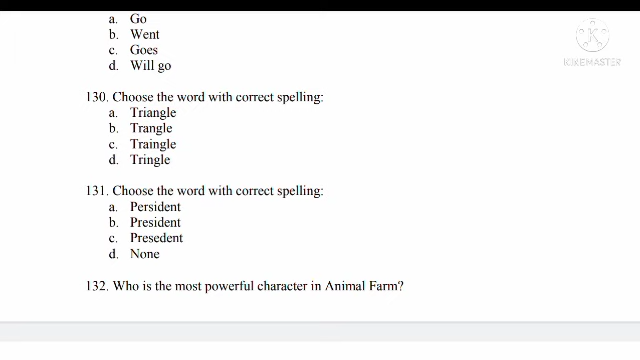 a. Go
b. Went
c. Goes
d. Will go
130. Choose the word with correct spelling:
a. Triangle
b. Trangle
c. Traingle
d. Tringle
131. Choose the word with correct spelling:
a. Persident
b. President
c. Presedent
d. None
132. Who is the most powerful character in Animal Farm?
K
KINEMASTER